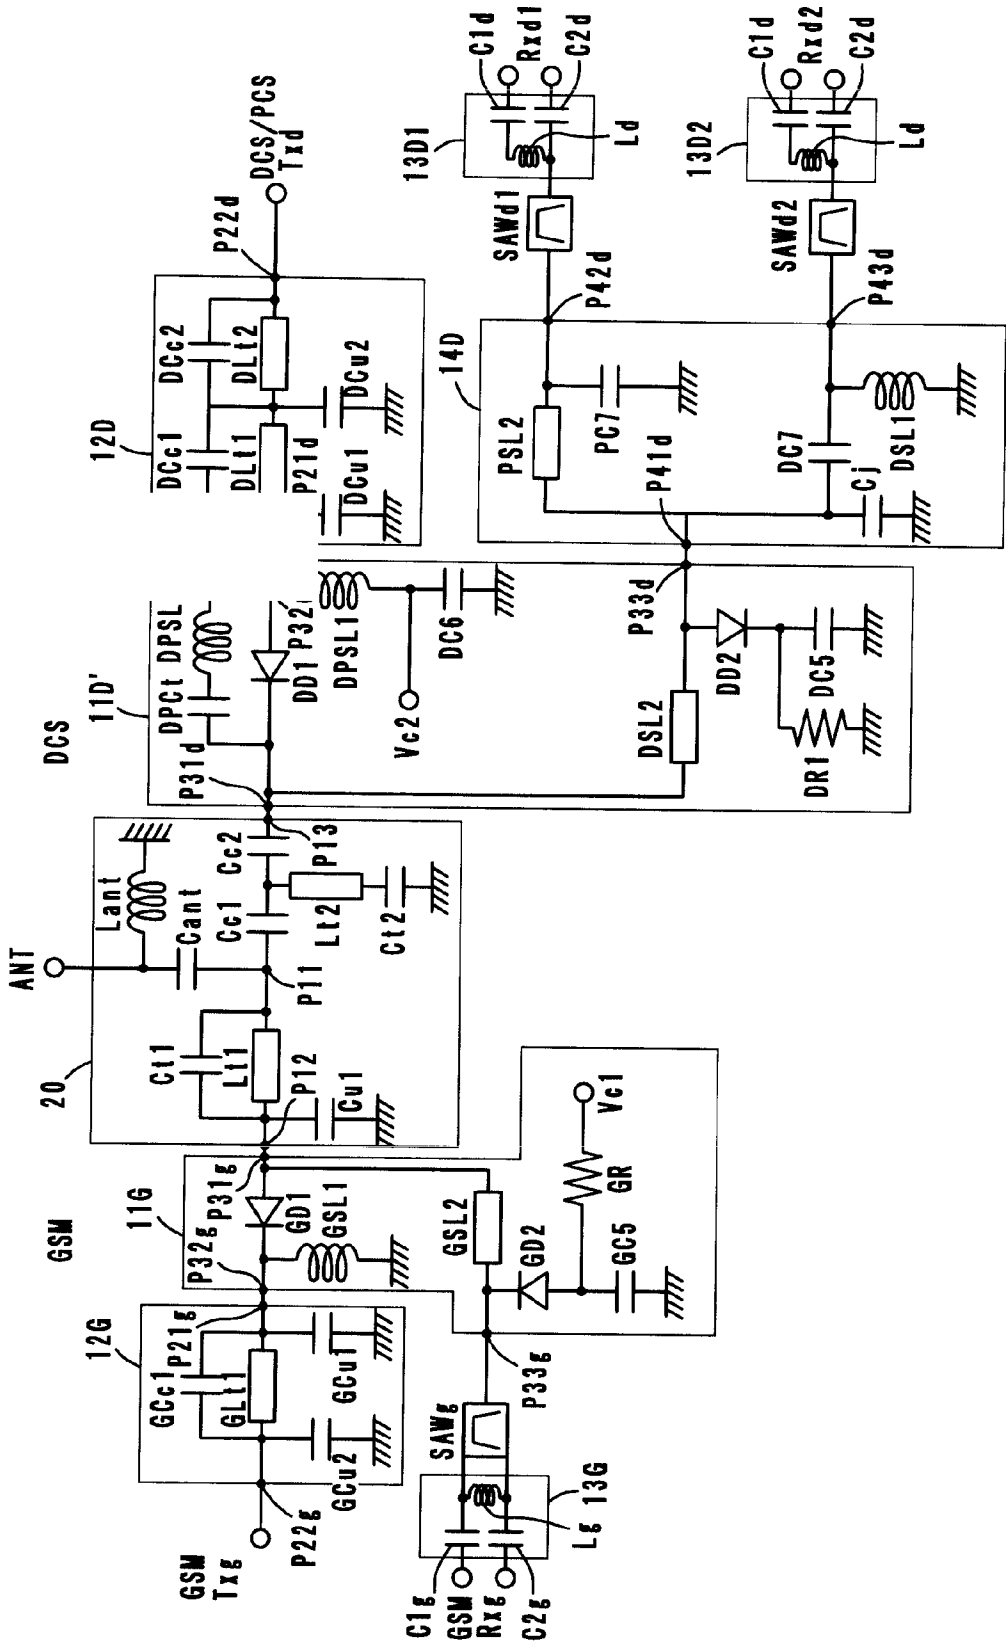 ANT
GSM
DCS
20
Lant
Cant
Ct1
Lt1
P11
P12
Cu1
Cc1
Cc2
P13
Lt2
Ct2
11G
P31g
P32g
GD1
GSL1
GSL2
GD2
GR
Vc1
GC5
P33g
12G
P21g
GCc1
GLt1
GCu1
GCu2
P22g
GSM
Txg
SAWg
13G
Lg
C1g
GSM
Rxg
C2g
11D'
P31d
DPCt
DPSL
DD1
P32
DPSL1
Vc2
DC6
DSL2
P33d
DD2
DC5
DR1
12D
DCc1
DCc2
DLt1
DLt2
P21d
DCu1
DCu2
P22d
DCS/PCS
Txd
14D
P41d
PSL2
PC7
DC7
Cj
DSL1
P42d
P43d
SAWd1
13D1
C1d
Rxd1
C2d
Ld
SAWd2
13D2
C1d
Rxd2
C2d
Ld